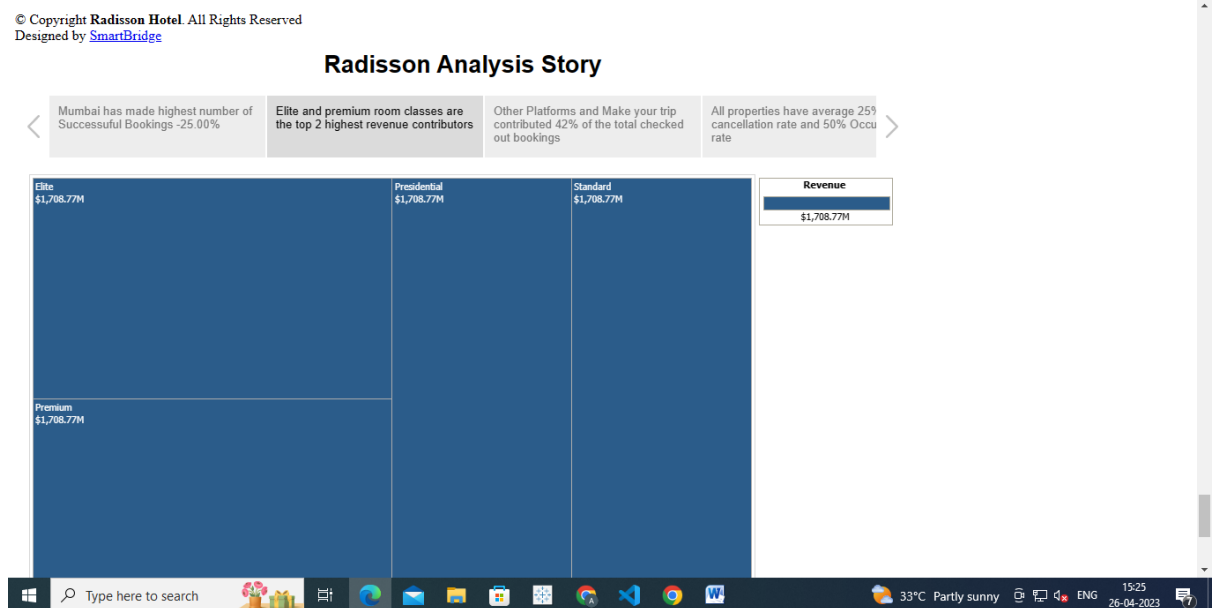 © Copyright Radisson Hotel. All Rights Reserved
Designed by SmartBridge
Radisson Analysis Story
Mumbai has made highest number of
Successuful Bookings -25.00%
Elite and premium room classes are
the top 2 highest revenue contributors
Other Platforms and Make your trip
contributed 42% of the total checked
out bookings
All properties have average 25%
cancellation rate and 50% Occu
rate
Elite
$1,708.77M
Presidential
$1,708.77M
Standard
$1,708.77M
Revenue
$1,708.77M
Premium
$1,708.77M
Type here to search
33°C Partly sunny
ENG
15:25
26-04-2023
7